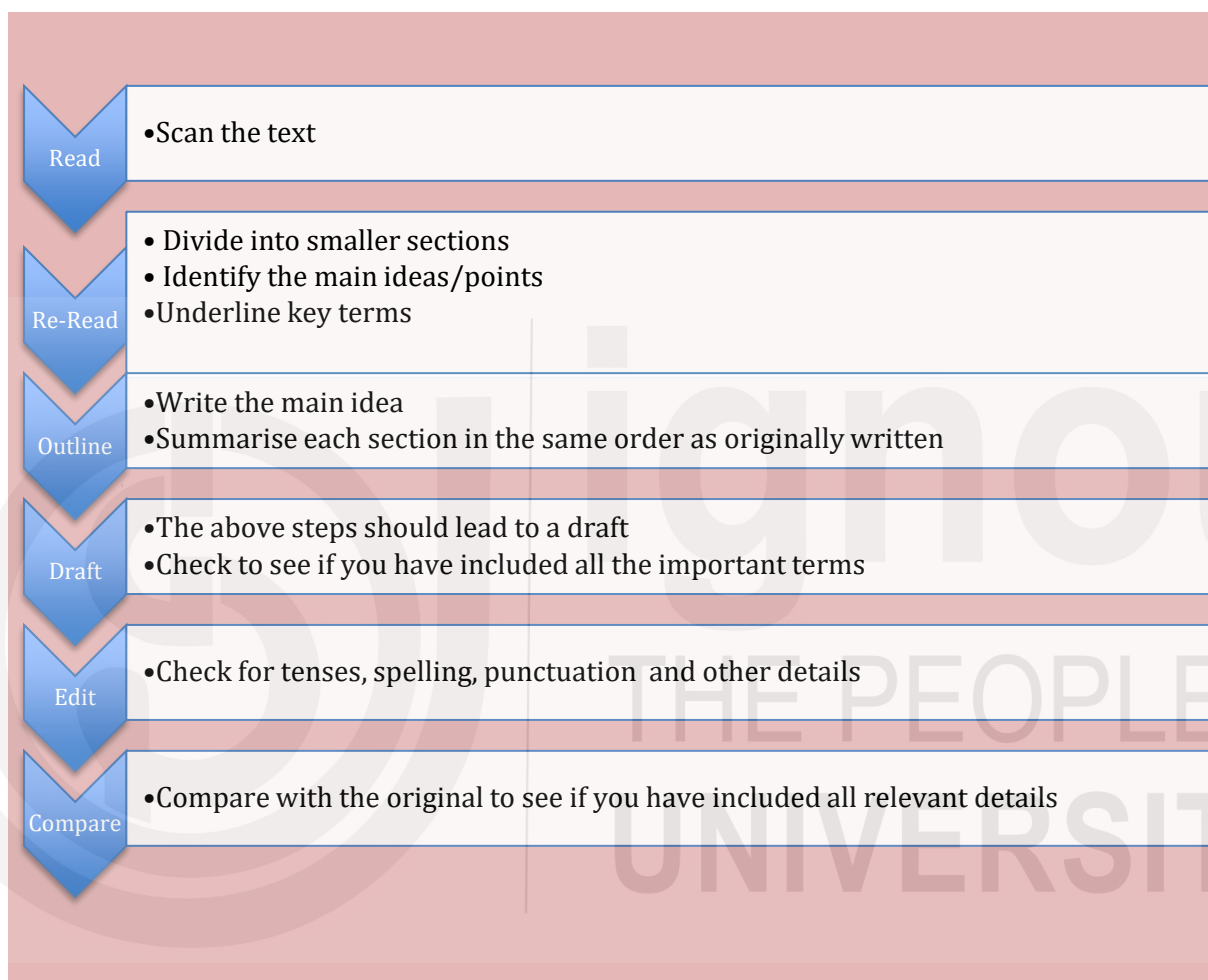 Read
•Scan the text
Re-Read
• Divide into smaller sections
• Identify the main ideas/points
•Underline key terms
Outline
•Write the main idea
•Summarise each section in the same order as originally written
Draft
•The above steps should lead to a draft
•Check to see if you have included all the important terms
Edit
•Check for tenses, spelling, punctuation  and other details
Compare
•Compare with the original to see if you have included all relevant details
ignou
THE PEOPLE
UNIVERSIT